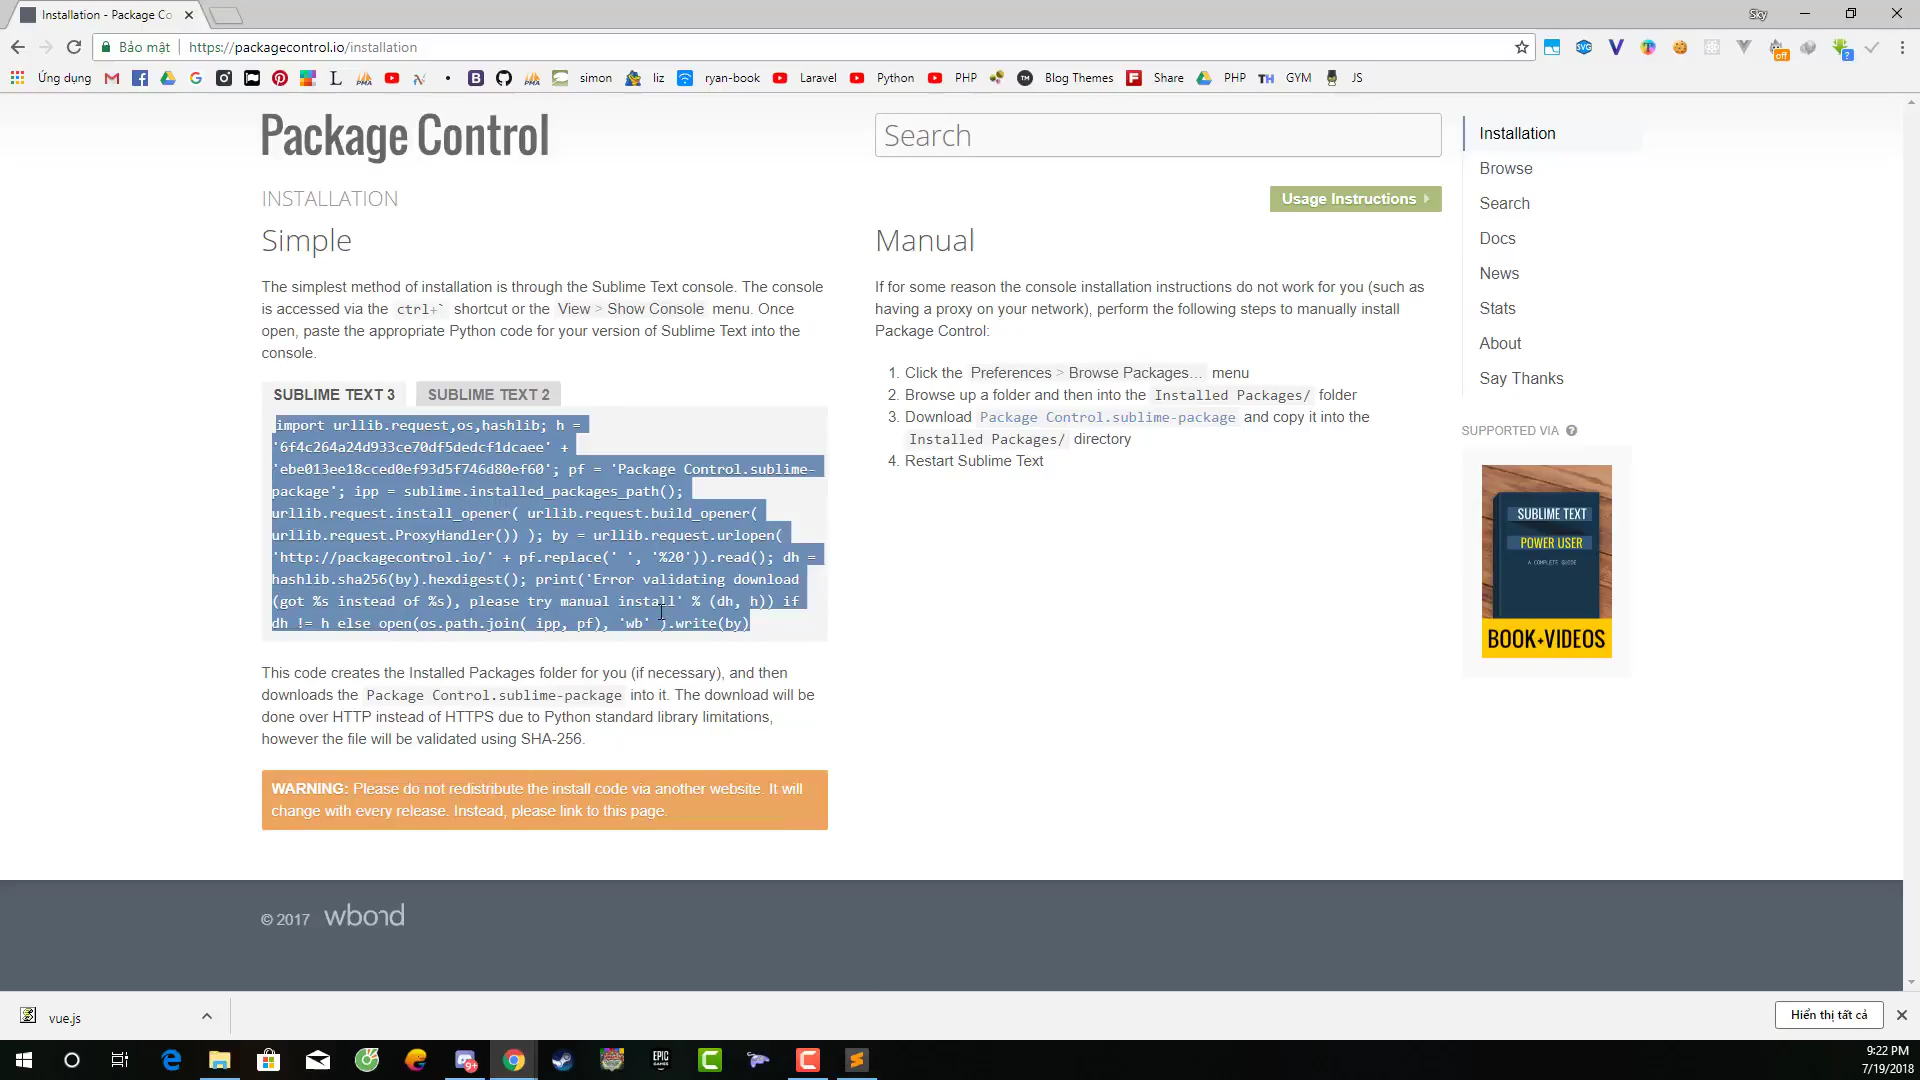 Installation - Package Co
Sky
Bảo mật
https://packagecontrol.io/installation
Ứng dụng
simon
liz
ryan-book
Laravel
Python
PHP
Blog Themes
Share
PHP
GYM
JS
Package Control
Search
INSTALLATION
Usage Instructions
Simple
The simplest method of installation is through the Sublime Text console. The console
is accessed via the ctrl+` shortcut or the View > Show Console menu. Once
open, paste the appropriate Python code for your version of Sublime Text into the
console.
SUBLIME TEXT 3
SUBLIME TEXT 2
import urllib.request,os,hashlib; h =
'6f4c264a24d933ce70df5dedcf1dcaee' +
'ebe013ee18cced0ef93d5f746d80ef60'; pf = 'Package Control.sublime-
package'; ipp = sublime.installed_packages_path();
urllib.request.install_opener( urllib.request.build_opener(
urllib.request.ProxyHandler()) ); by = urllib.request.urlopen(
'http://packagecontrol.io/' + pf.replace(' ', '%20')).read(); dh =
hashlib.sha256(by).hexdigest(); print('Error validating download
(got %s instead of %s), please try manual install' % (dh, h)) if
dh != h else open(os.path.join( ipp, pf), 'wb' ).write(by)
This code creates the Installed Packages folder for you (if necessary), and then
downloads the Package Control.sublime-package into it. The download will be
done over HTTP instead of HTTPS due to Python standard library limitations,
however the file will be validated using SHA-256.
WARNING: Please do not redistribute the install code via another website. It will
change with every release. Instead, please link to this page.
Manual
If for some reason the console installation instructions do not work for you (such as
having a proxy on your network), perform the following steps to manually install
Package Control:
1. Click the Preferences > Browse Packages… menu
2. Browse up a folder and then into the Installed Packages/ folder
3. Download Package Control.sublime-package and copy it into the
Installed Packages/ directory
4. Restart Sublime Text
Installation
Browse
Search
Docs
News
Stats
About
Say Thanks
SUPPORTED VIA
SUBLIME TEXT
POWER USER
A COMPLETE GUIDE
BOOK+VIDEOS
© 2017 wbond
vue.js
Hiển thị tất cả
9+
EPIC
GAMES
9:22 PM
7/19/2018